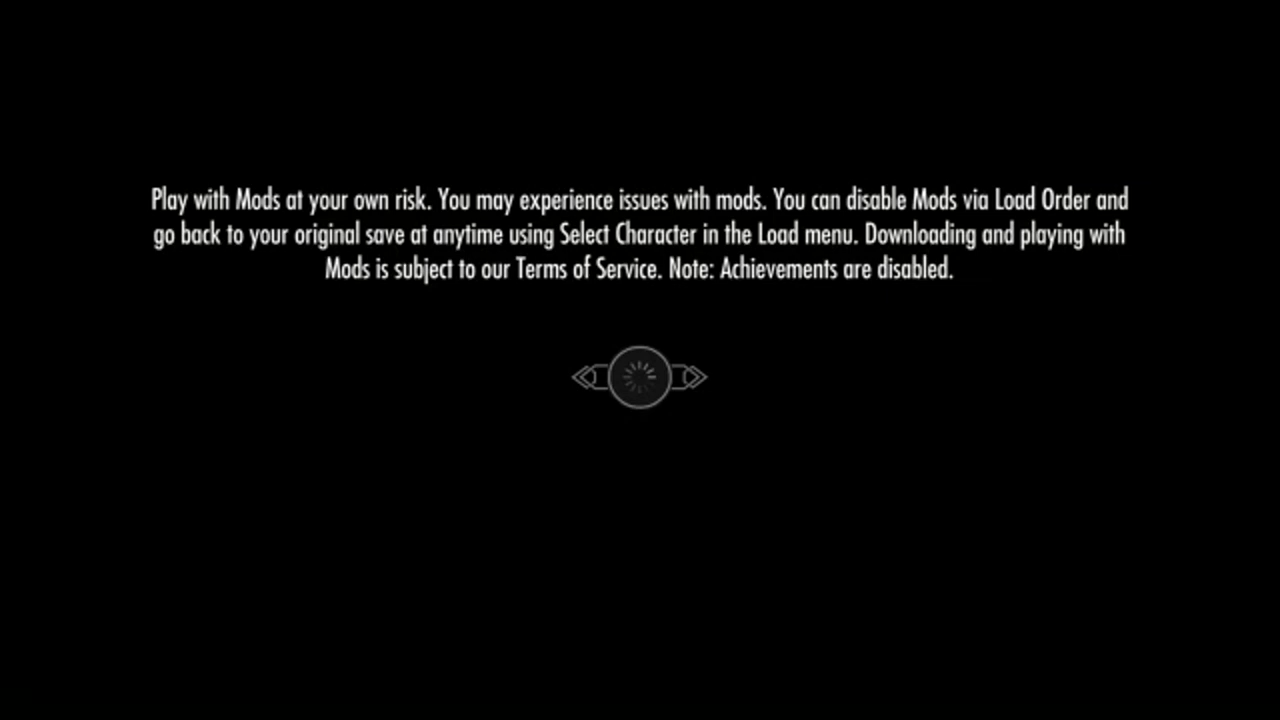 Play with Mods at your own risk. You may experience issues with mods. You can disable Mods via Load Order and
go back to your original save at anytime using Select Character in the Load menu. Downloading and playing with
Mods is subject to our Terms of Service. Note: Achievements are disabled.